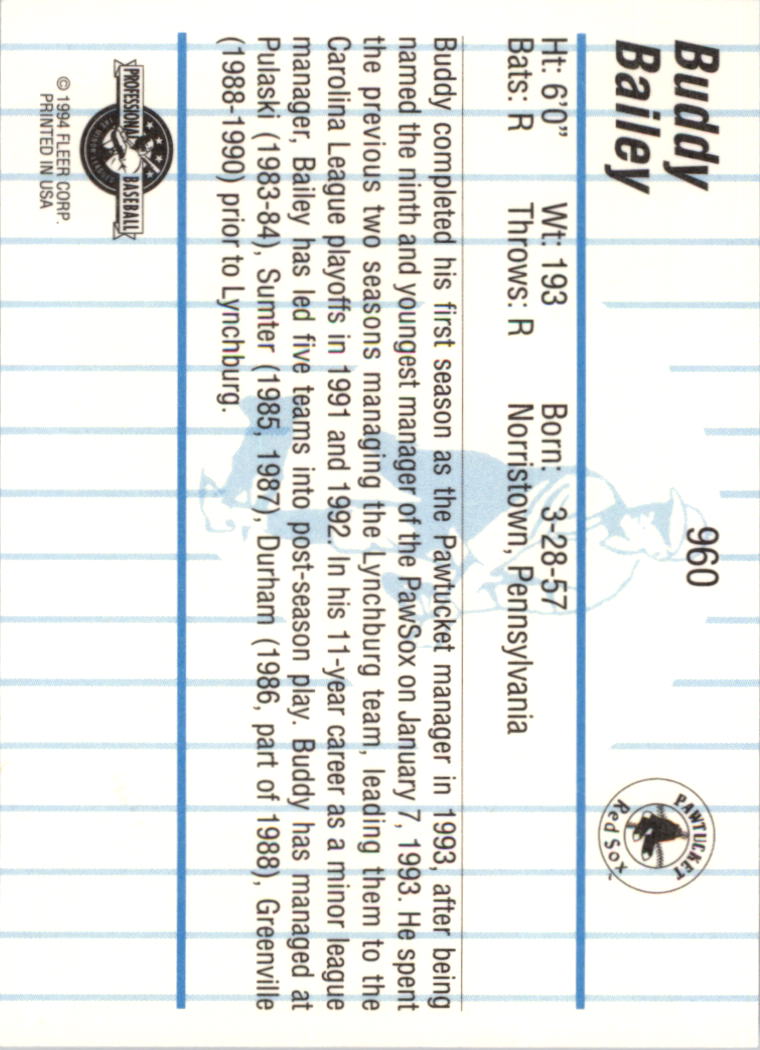 Buddy
Bailey
960
PAWTUCKET
Red Sox
Ht: 6'0" Wt: 193 Born: 3-28-57
Bats: R Throws: R Norristown, Pennsylvania
Buddy completed his first season as the Pawtucket manager in 1993, after being
named the ninth and youngest manager of the PawSox on January 7, 1993. He spent
the previous two seasons managing the Lynchburg team, leading them to the
Carolina League playoffs in 1991 and 1992. In his 11-year career as a minor league
manager, Bailey has led five teams into post-season play. Buddy has managed at
Pulaski (1983-84), Sumter (1985, 1987), Durham (1986, part of 1988), Greenville
(1988-1990) prior to Lynchburg.
PROFESSIONAL BASEBALL
© 1994 FLEER CORP.
PRINTED IN USA